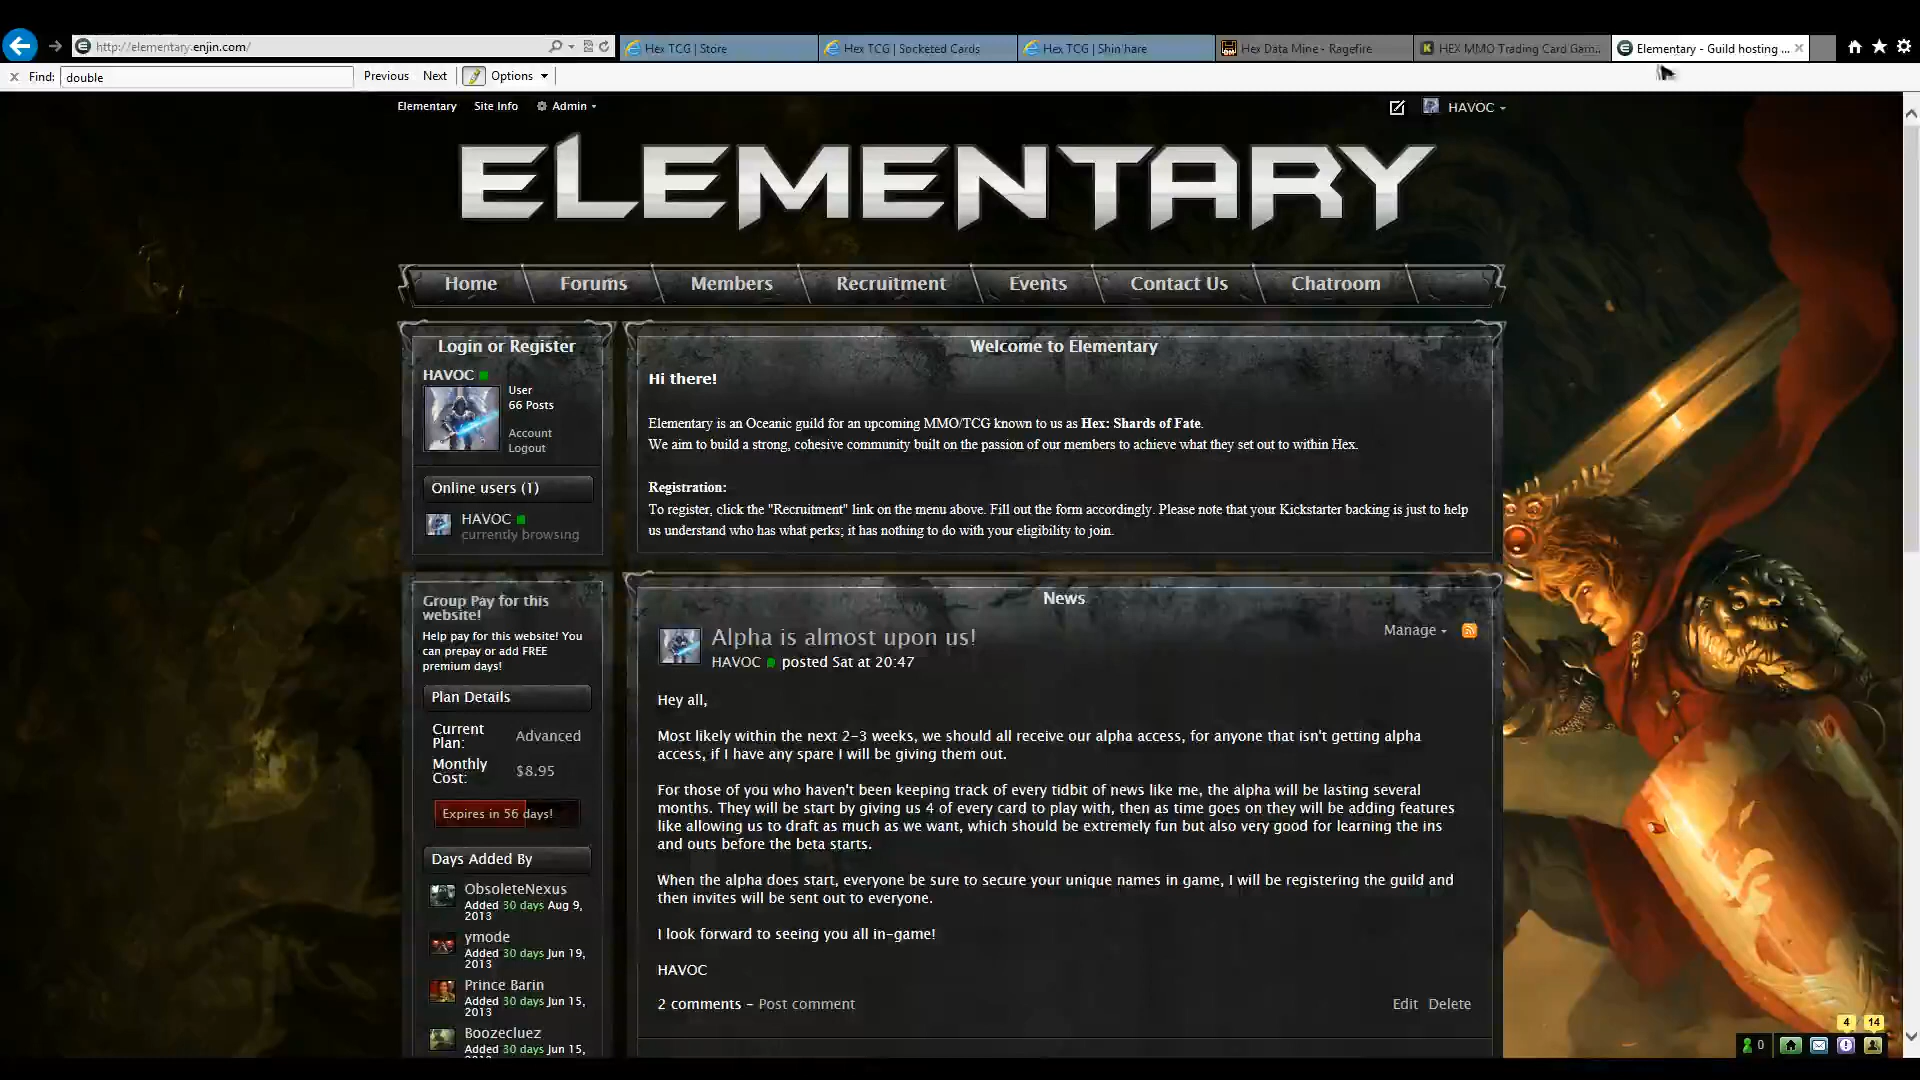 http://elementary.enjin.com/
Hex TCG | Store
Hex TCG | Socketed Cards
Hex TCG | Shin'hare
Hex Data Mine - Ragefire
HEX MMO Trading Card Gam...
Elementary - Guild hosting ...
Find: double Previous Next Options
Elementary Site Info Admin HAVOC
ELEMENTARY
Home Forums Members Recruitment Events Contact Us Chatroom
Login or Register
HAVOC
User
66 Posts
Account
Logout
Online users (1)
HAVOC
currently browsing
Group Pay for this
website!
Help pay for this website! You
can prepay or add FREE
premium days!
Plan Details
Current
Plan: Advanced
Monthly
Cost: $8.95
Expires in 56 days!
Days Added By
ObsoleteNexus
Added 30 days Aug 9,
2013
ymode
Added 30 days Jun 19,
2013
Prince Barin
Added 30 days Jun 15,
2013
Boozecluez
Added 30 days Jun 15,
Welcome to Elementary
Hi there!
Elementary is an Oceanic guild for an upcoming MMO/TCG known to us as Hex: Shards of Fate.
We aim to build a strong, cohesive community built on the passion of our members to achieve what they set out to within Hex.
Registration:
To register, click the "Recruitment" link on the menu above. Fill out the form accordingly. Please note that your Kickstarter backing is just to help
us understand who has what perks; it has nothing to do with your eligibility to join.
News
Alpha is almost upon us!
Manage
HAVOC posted Sat at 20:47
Hey all,
Most likely within the next 2-3 weeks, we should all receive our alpha access, for anyone that isn't getting alpha
access, if I have any spare I will be giving them out.
For those of you who haven't been keeping track of every tidbit of news like me, the alpha will be lasting several
months. They will be start by giving us 4 of every card to play with, then as time goes on they will be adding features
like allowing us to draft as much as we want, which should be extremely fun but also very good for learning the ins
and outs before the beta starts.
When the alpha does start, everyone be sure to secure your unique names in game, I will be registering the guild and
then invites will be sent out to everyone.
I look forward to seeing you all in-game!
HAVOC
2 comments - Post comment
Edit Delete
4 14
0